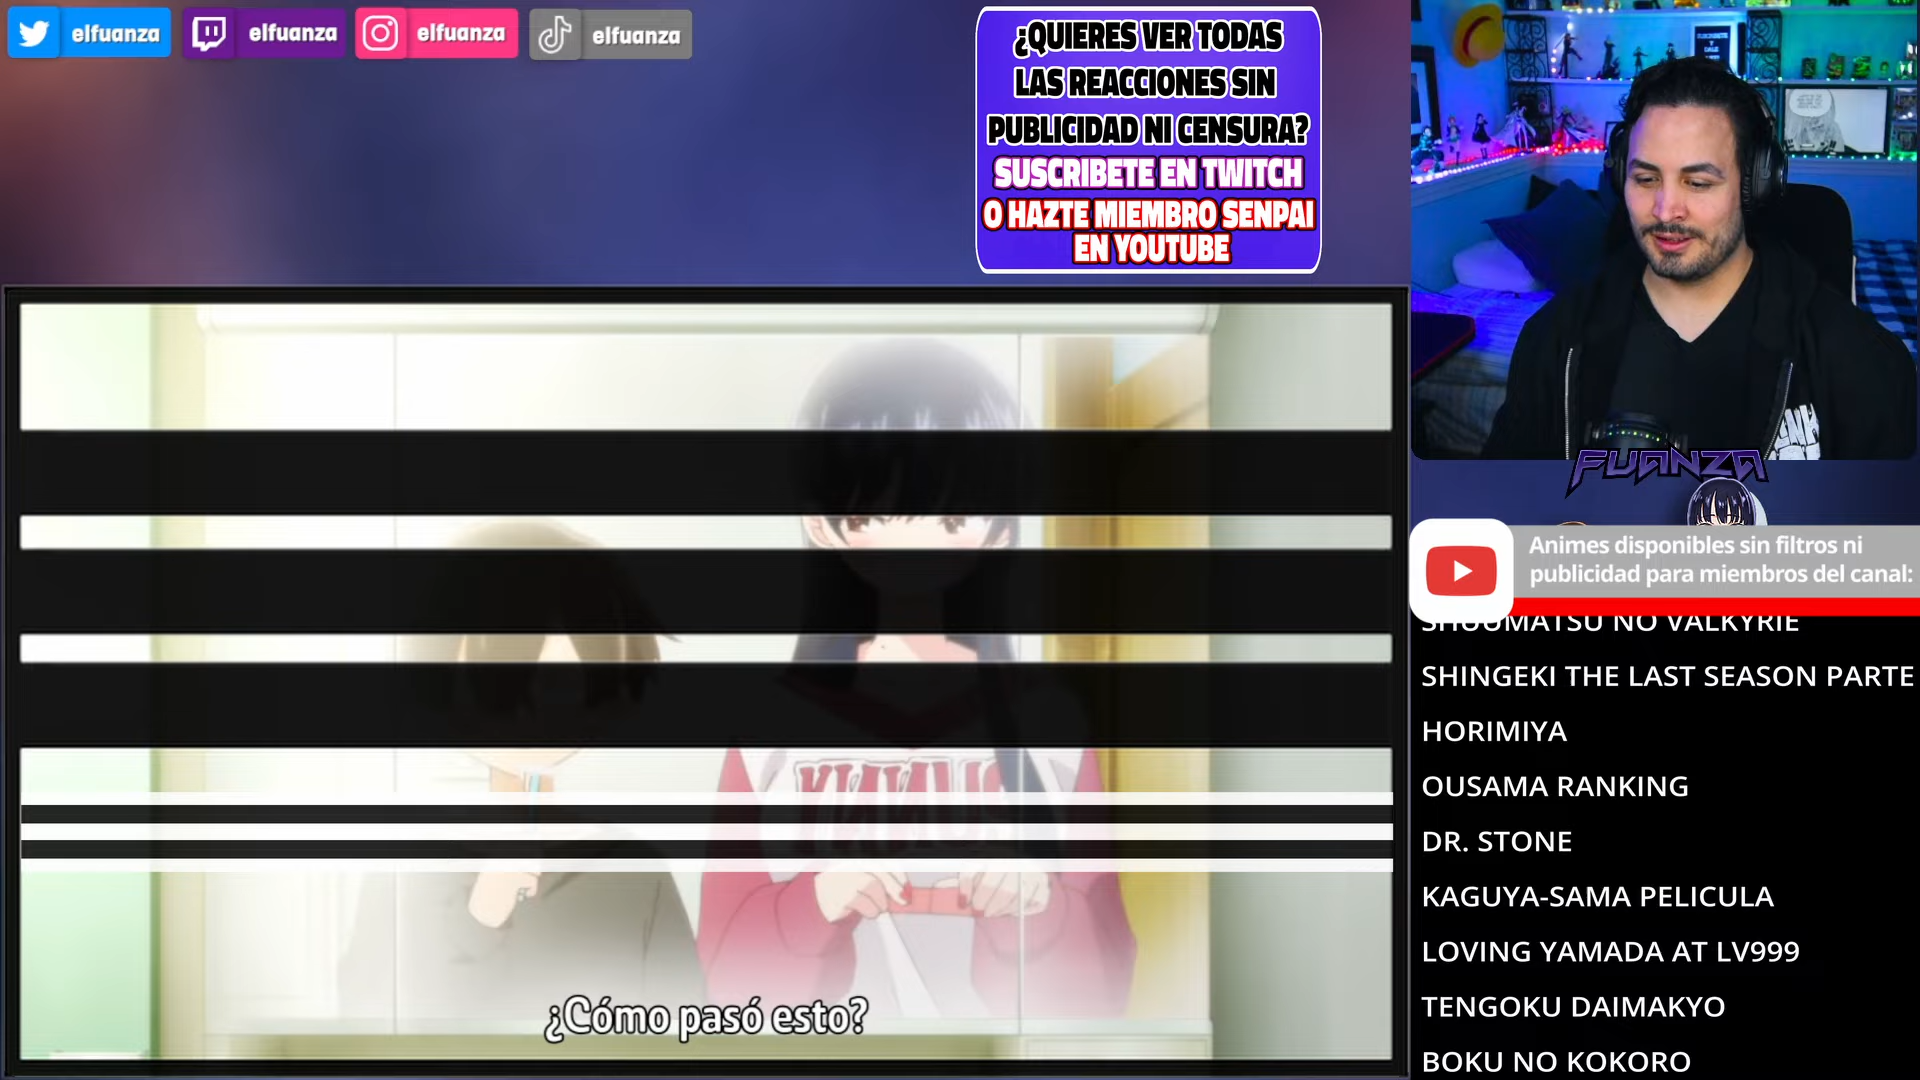 elfuanza
elfuanza
elfuanza
elfuanza
¿QUIERES VER TODAS
LAS REACCIONES SIN
PUBLICIDAD NI CENSURA?
SUSCRIBETE EN TWITCH
O HAZTE MIEMBRO SENPAI
EN YOUTUBE
FUANZA
Animes disponibles sin filtros ni
publicidad para miembros del canal:
SHUUMATSU NO VALKYRIE
SHINGEKI THE LAST SEASON PARTE
HORIMIYA
OUSAMA RANKING
DR. STONE
KAGUYA-SAMA PELICULA
LOVING YAMADA AT LV999
TENGOKU DAIMAKYO
BOKU NO KOKORO
¿Cómo pasó esto?